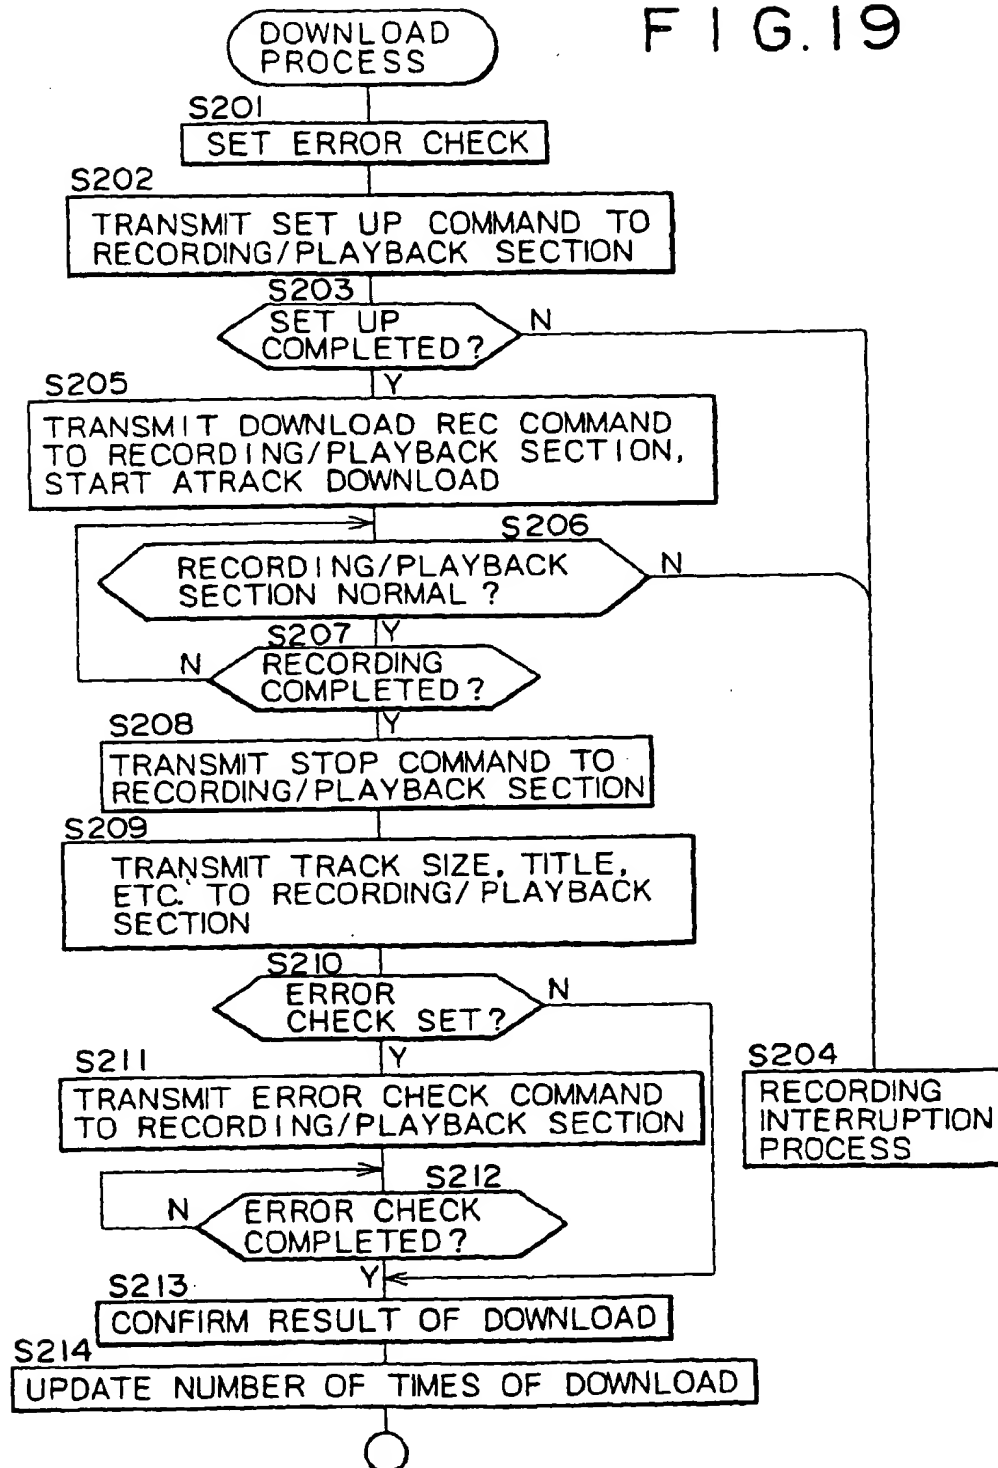 FIG.19
DOWNLOAD
PROCESS
S201
SET ERROR CHECK
S202
TRANSMIT SET UP COMMAND TO
RECORDING/PLAYBACK SECTION
S203
SET UP
COMPLETED?
N
Y
S205
TRANSMIT DOWNLOAD REC COMMAND
TO RECORDING/PLAYBACK SECTION,
START ATRACK DOWNLOAD
S206
RECORDING/PLAYBACK
SECTION NORMAL?
N
Y
S207
RECORDING
COMPLETED?
N
Y
S208
TRANSMIT STOP COMMAND TO
RECORDING/PLAYBACK SECTION
S209
TRANSMIT TRACK SIZE, TITLE,
ETC. TO RECORDING/PLAYBACK
SECTION
S210
ERROR
CHECK SET?
N
Y
S211
TRANSMIT ERROR CHECK COMMAND
TO RECORDING/PLAYBACK SECTION
S204
RECORDING
INTERRUPTION
PROCESS
S212
ERROR CHECK
COMPLETED?
N
Y
S213
CONFIRM RESULT OF DOWNLOAD
S214
UPDATE NUMBER OF TIMES OF DOWNLOAD